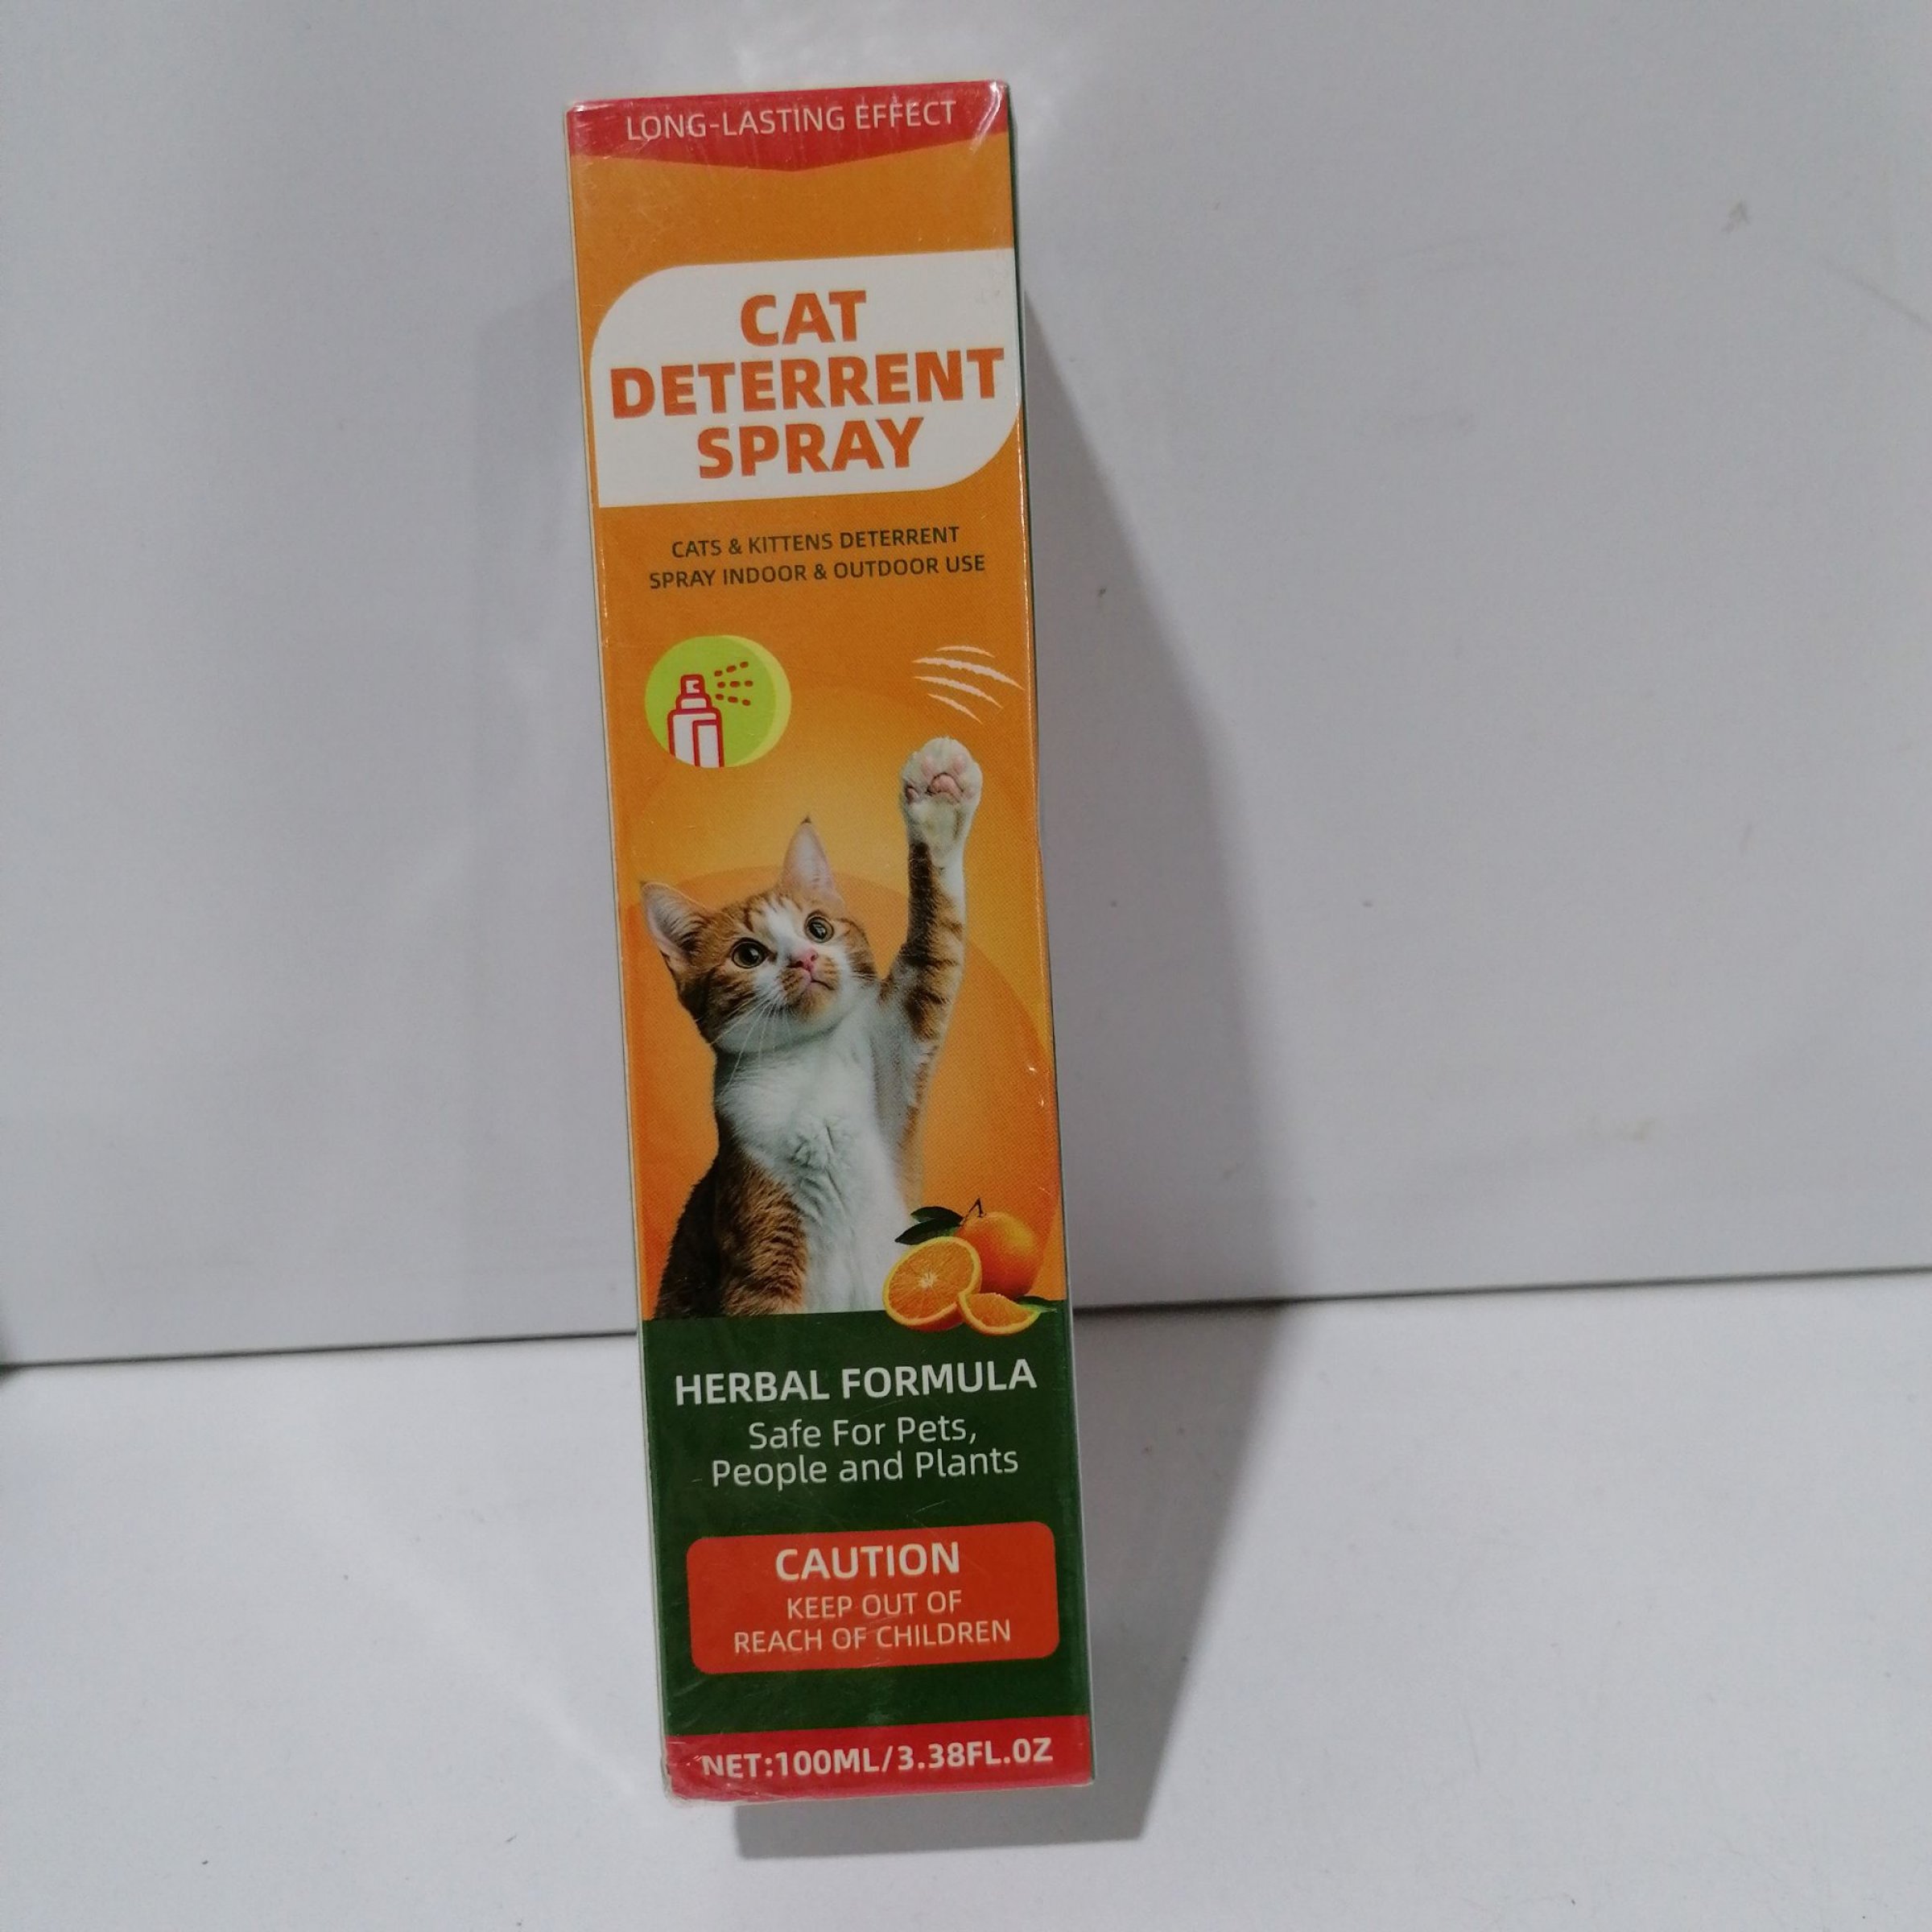 LONG-LASTING EFFECT
CAT
DETERRENT
SPRAY
CATS & KITTENS DETERRENT
SPRAY INDOOR & OUTDOOR USE
HERBAL FORMULA
Safe For Pets,
People and Plants
CAUTION
KEEP OUT OF
REACH OF CHILDREN
NET:100ML/3.38FL.OZ